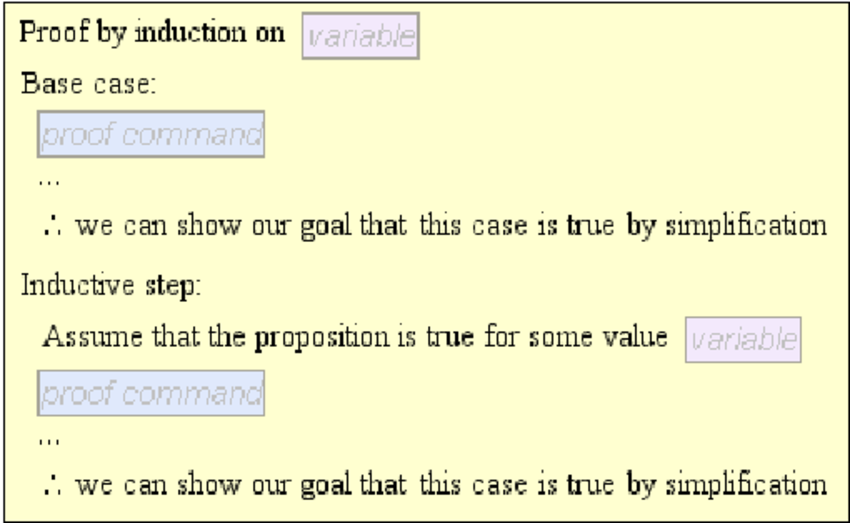 Proof by induction on variable
Base case:
proof command
...
∴ we can show our goal that this case is true by simplification
Inductive step:
Assume that the proposition is true for some value variable
proof command
...
∴ we can show our goal that this case is true by simplification